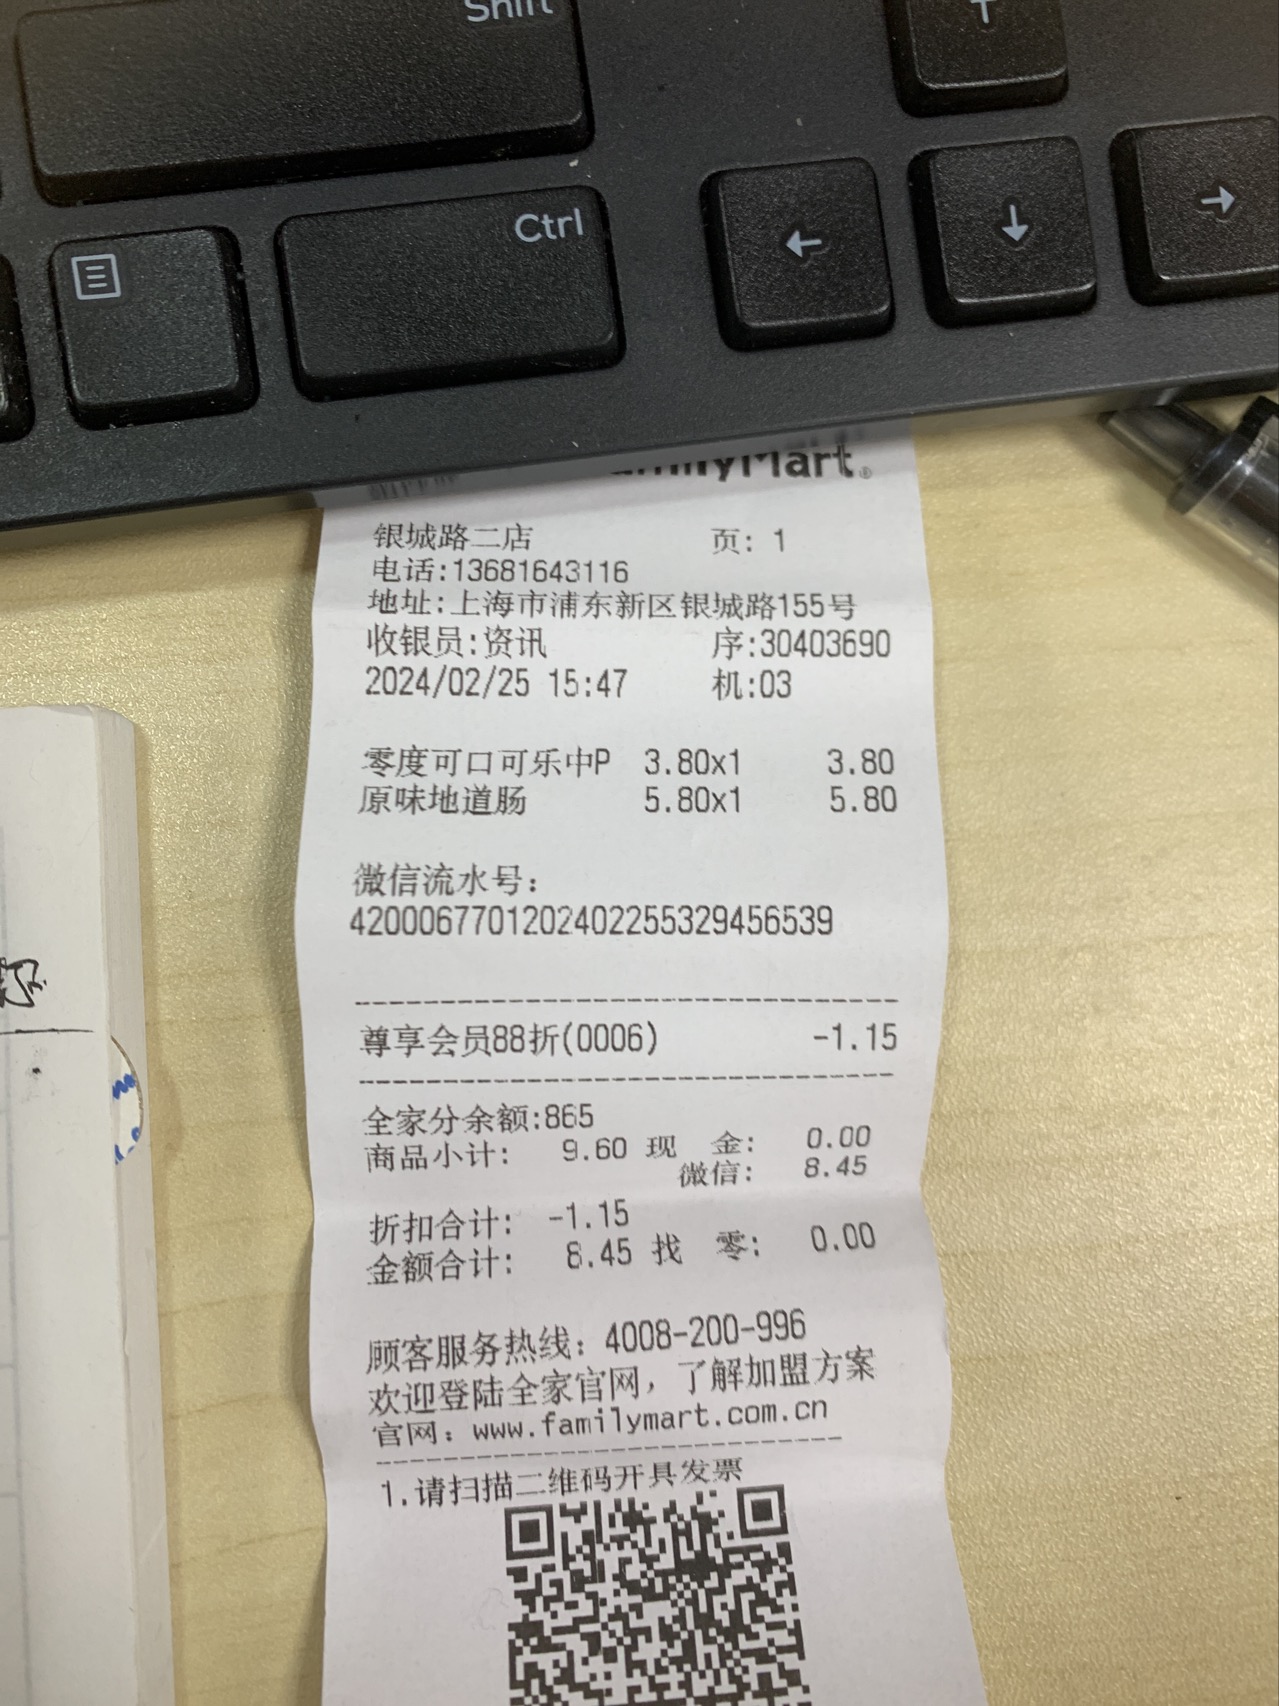 Shift
Ctrl
FamilyMart®
银城路二店 页: 1
电话:13681643116
地址:上海市浦东新区银城路155号
收银员:资讯 序:30403690
2024/02/25 15:47 机:03
零度可口可乐中P 3.80x1 3.80
原味地道肠 5.80x1 5.80
微信流水号:
4200067701202402255329456539
尊享会员88折(0006) -1.15
全家分余额:865
商品小计: 9.60 现 金: 0.00
微信: 8.45
折扣合计: -1.15
金额合计: 8.45 找 零: 0.00
顾客服务热线: 4008-200-996
欢迎登陆全家官网,了解加盟方案
官网: www.familymart.com.cn
1.请扫描二维码开具发票